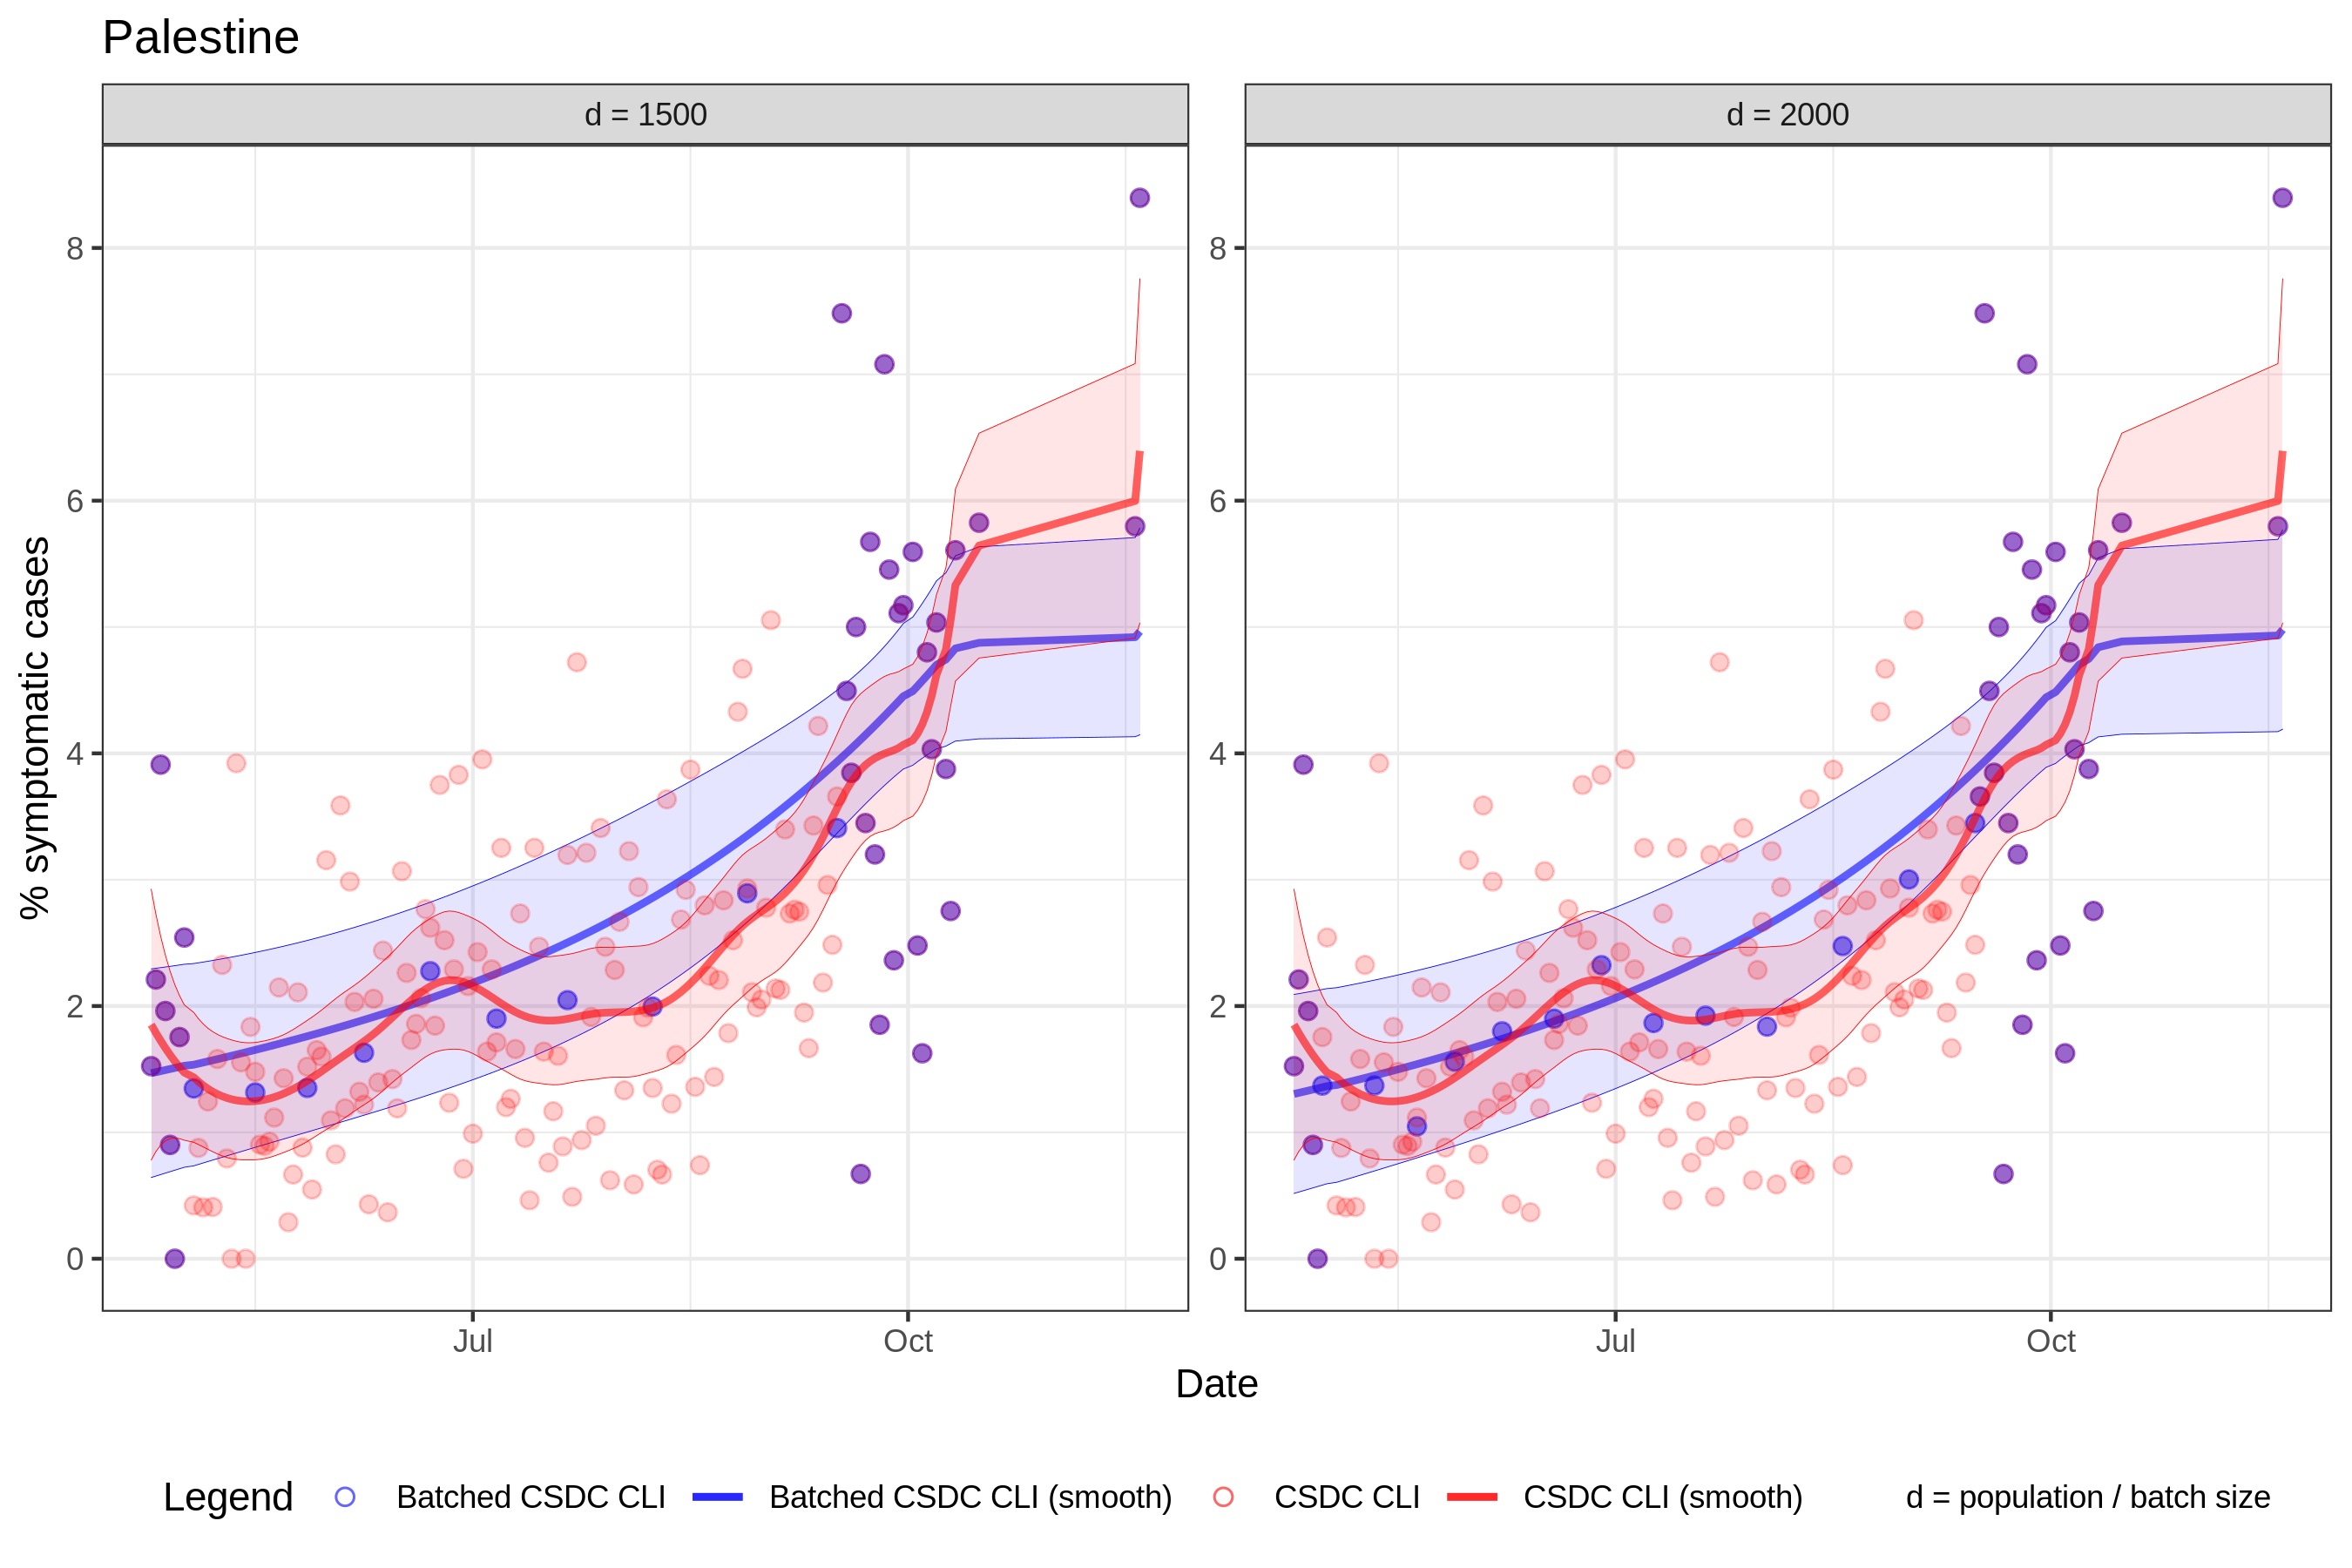 Palestine
d = 1500
d = 2000
% symptomatic cases
8
6
4
2
0
8
6
4
2
0
Jul
Oct
Jul
Oct
Date
Legend
Batched CSDC CLI
Batched CSDC CLI (smooth)
CSDC CLI
CSDC CLI (smooth)
d = population / batch size